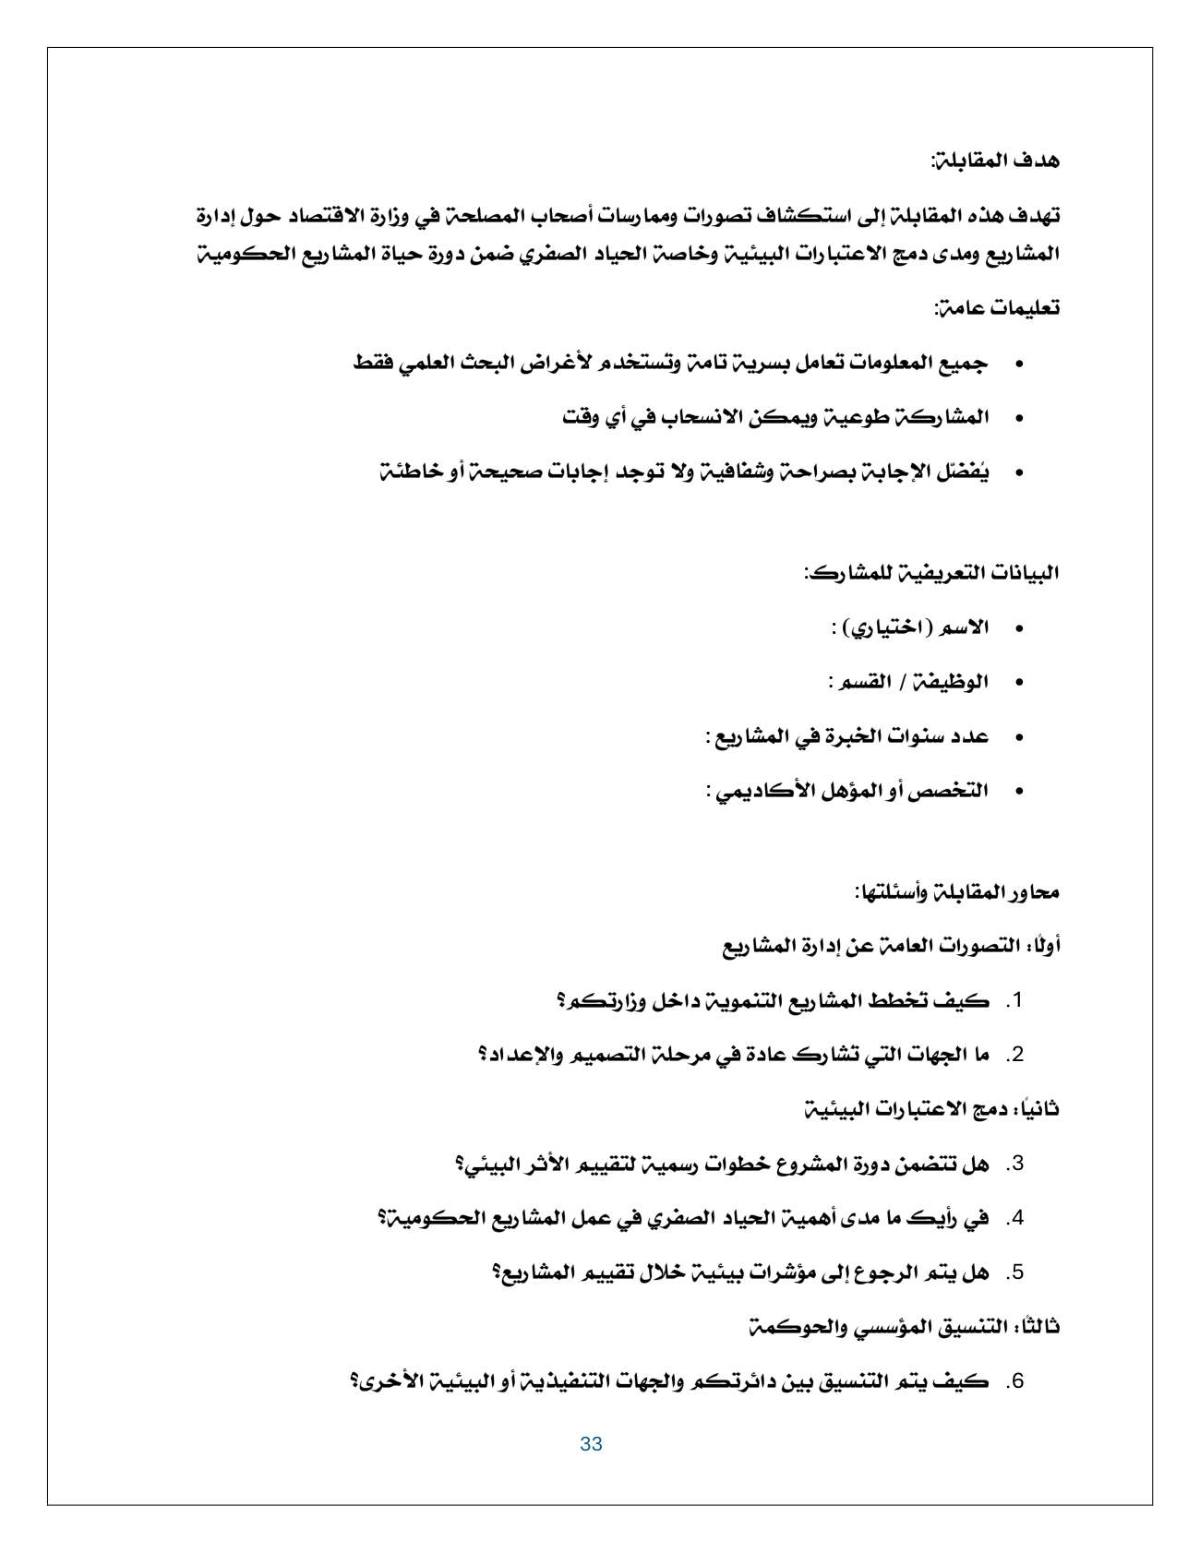 هدف المقابلة:
تهدف هذه المقابلة إلى استكشاف تصورات وممارسات أصحاب المصلحة في وزارة الاقتصاد حول إدارة
المشاريع ومدى دمج الاعتبارات البيئية وخاصة الحياد الصفري ضمن دورة حياة المشاريع الحكومية
تعليمات عامة:
• جميع المعلومات تعامل بسرية تامة وتستخدم لأغراض البحث العلمي فقط
• المشاركة طوعية ويمكن الانسحاب في أي وقت
• يُفضّل الإجابة بصراحة وشفافية ولا توجد إجابات صحيحة أو خاطئة
البيانات التعريفية للمشارك:
• الاسم (اختياري) :
• الوظيفة / القسم :
• عدد سنوات الخبرة في المشاريع :
• التخصص أو المؤهل الأكاديمي :
محاور المقابلة وأسئلتها:
أولًا: التصورات العامة عن إدارة المشاريع
1. كيف تخطط المشاريع التنموية داخل وزارتكم؟
2. ما الجهات التي تشارك عادة في مرحلة التصميم والإعداد؟
ثانيًا: دمج الاعتبارات البيئية
3. هل تتضمن دورة المشروع خطوات رسمية لتقييم الأثر البيئي؟
4. في رأيك ما مدى أهمية الحياد الصفري في عمل المشاريع الحكومية؟
5. هل يتم الرجوع إلى مؤشرات بيئية خلال تقييم المشاريع؟
ثالثًا: التنسيق المؤسسي والحوكمة
6. كيف يتم التنسيق بين دائرتكم والجهات التنفيذية أو البيئية الأخرى؟
33